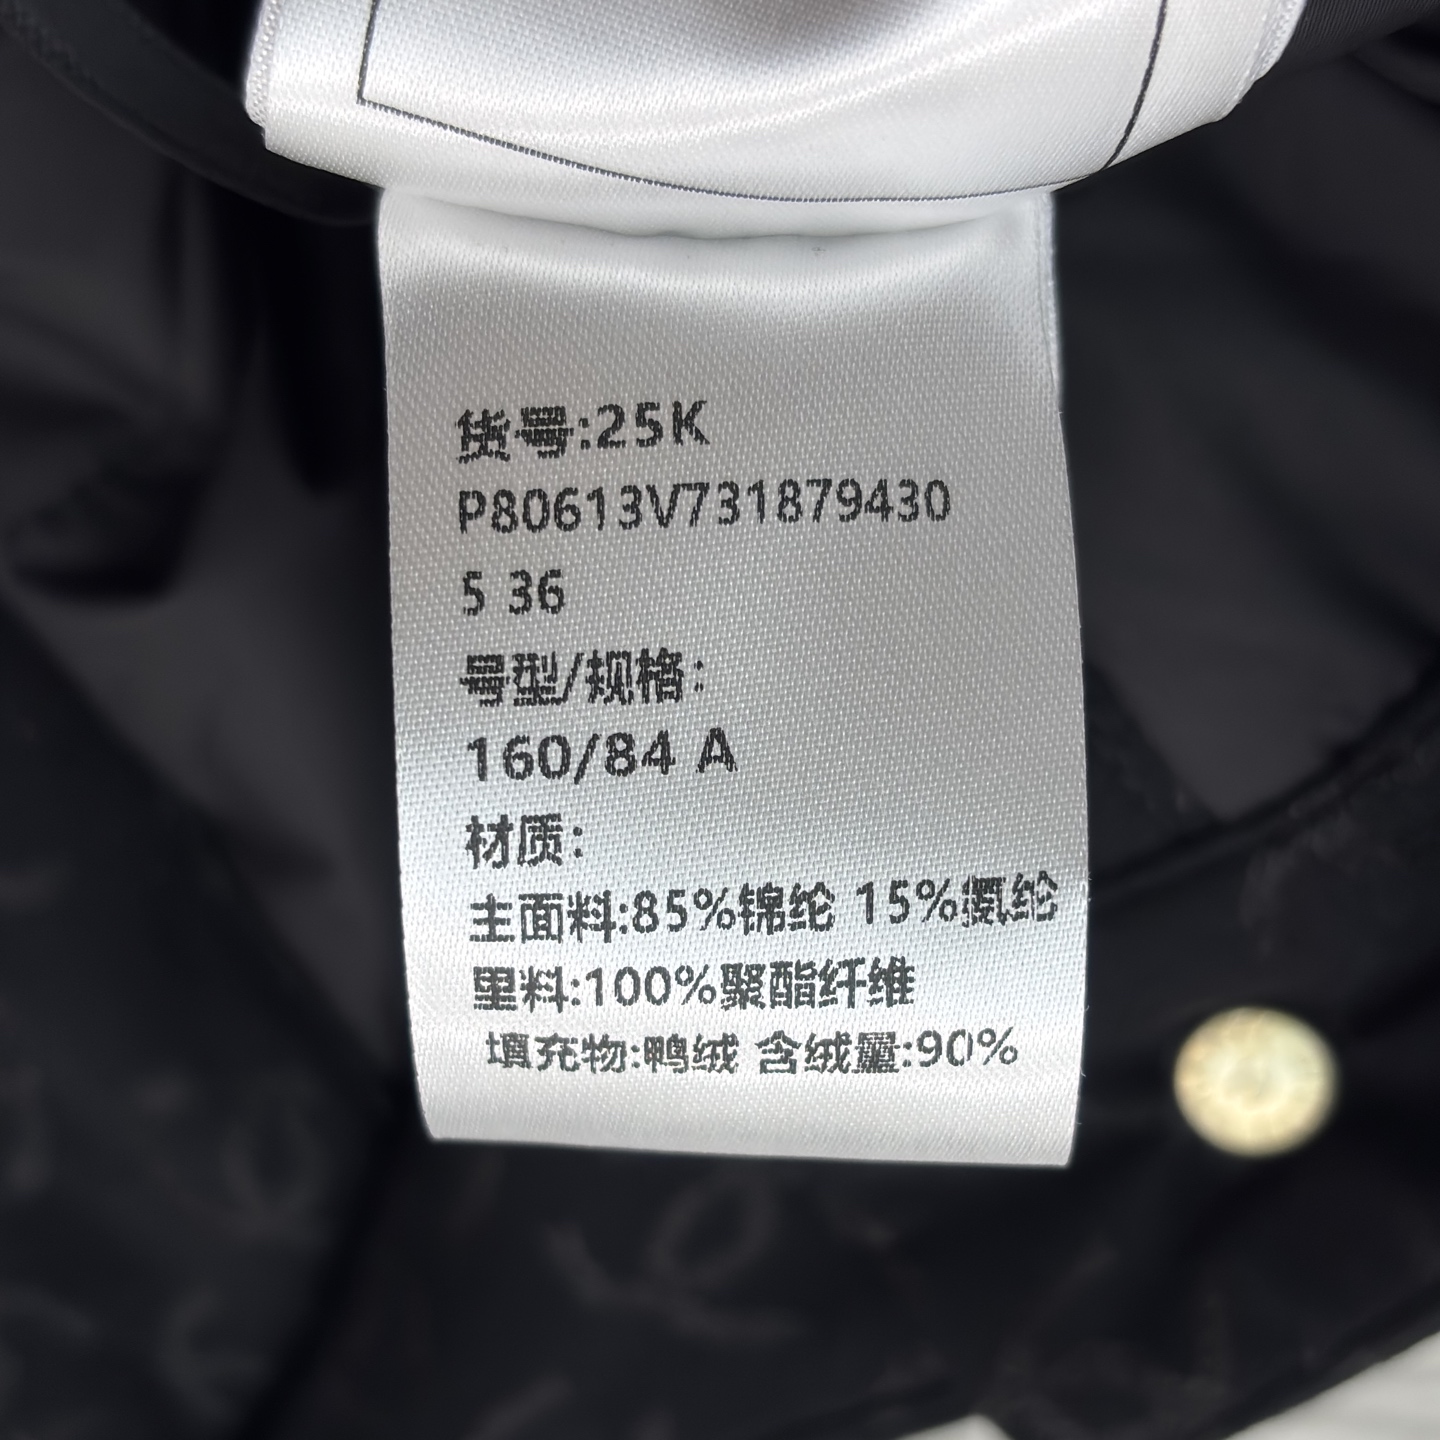 货号:25K
P80613V731879430
5 36
号型/规格:
160/84 A
材质:
主面料:85%锦纶 15%氨纶
里料:100%聚酯纤维
填充物:鸭绒 含绒量:90%